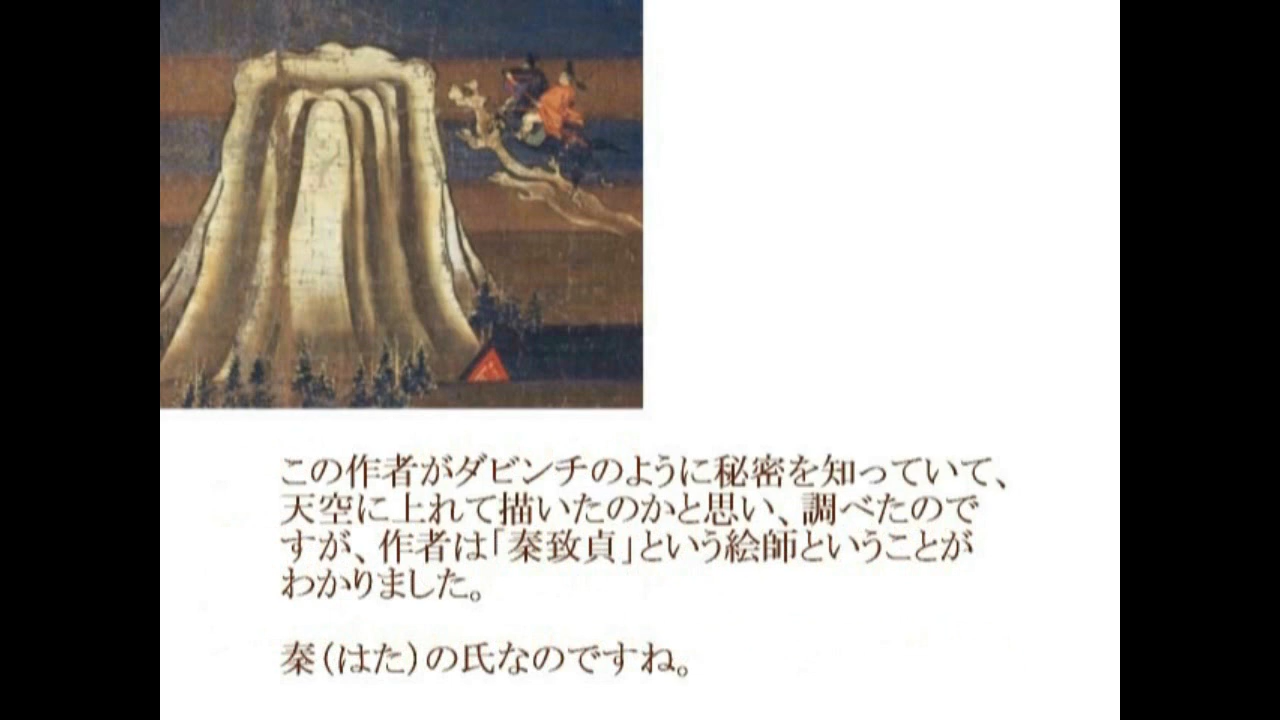 この作者がダビンチのように秘密を知っていて、
天空に上れて描いたのかと思い、調べたので
すが、作者は「秦致貞」という絵師ということが
わかりました。
秦（はた）の氏なのですね。